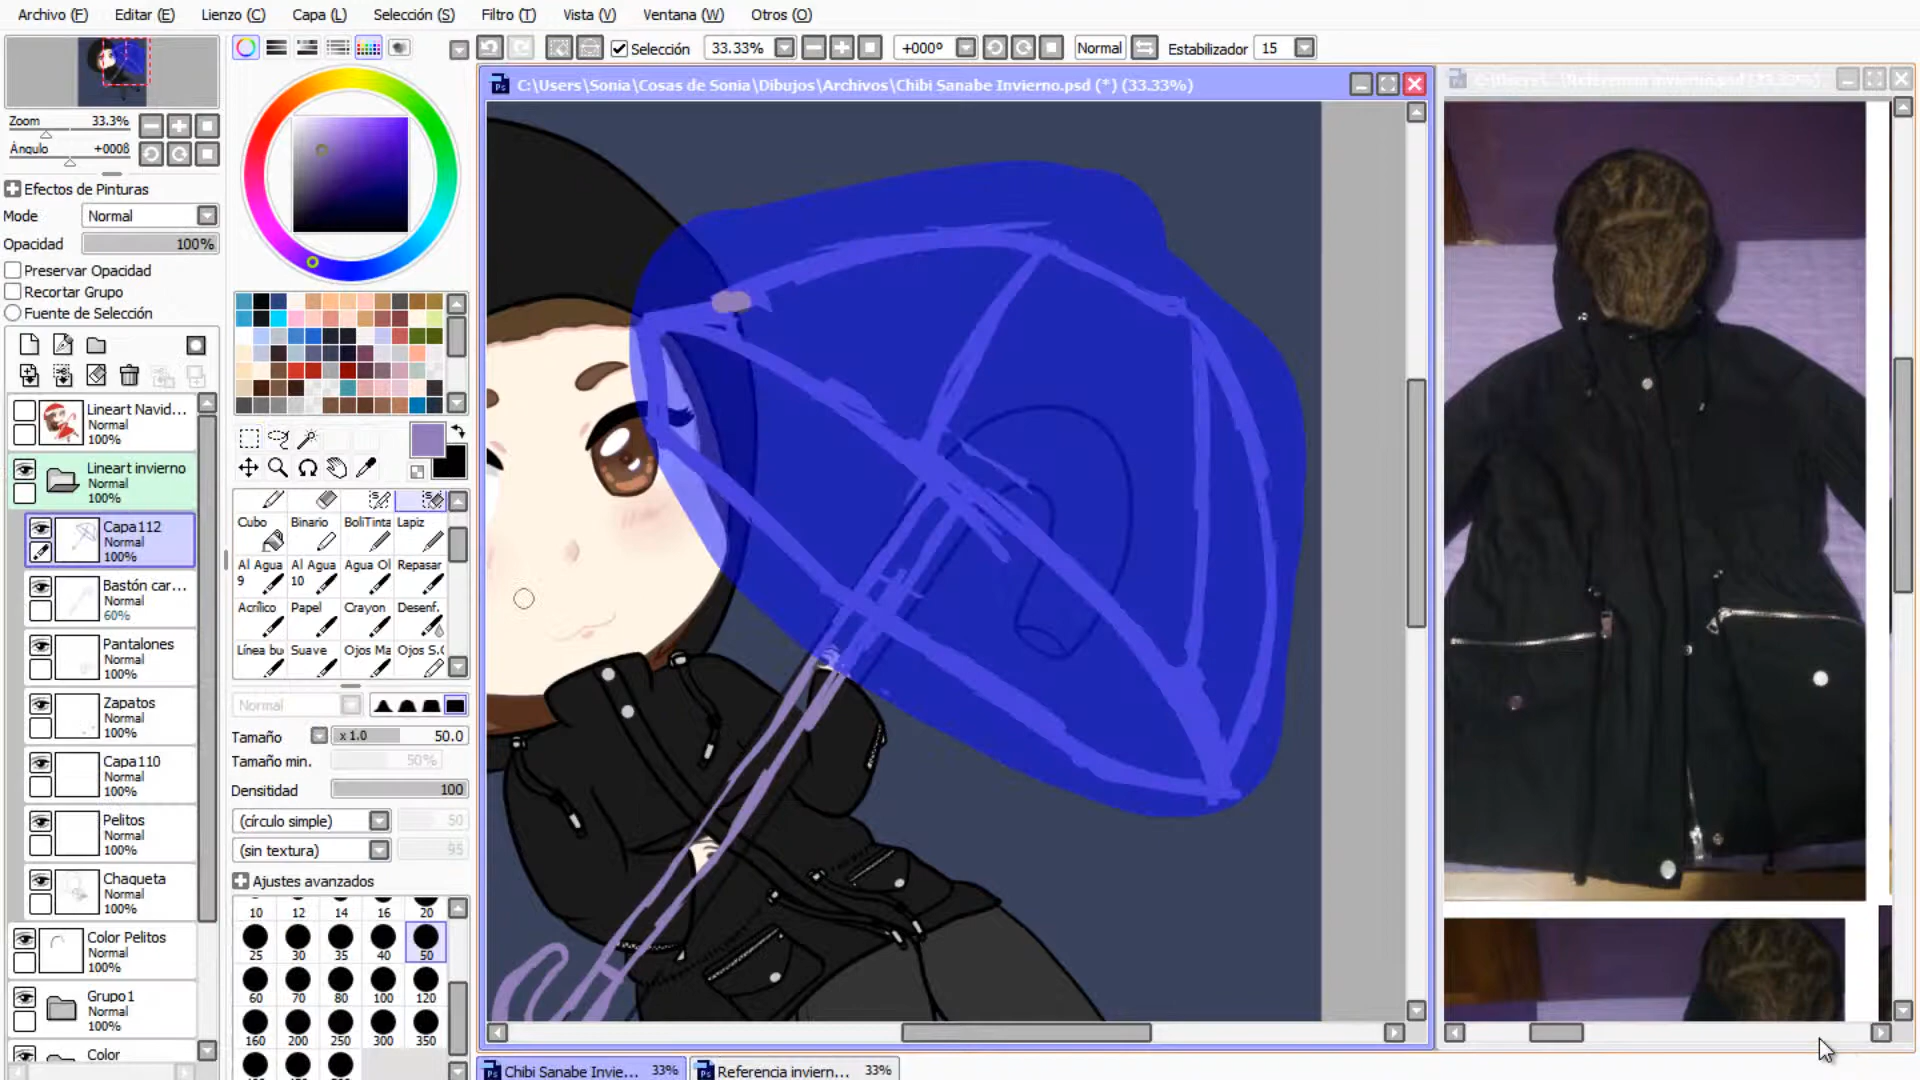 Archivo (F) Editar (E) Lienzo (C) Capa (L) Selección (S) Filtro (T) Vista (V) Ventana (W) Otros (O)
Selección 33.33% +000º Normal Estabilizador 15
C:\Users\Sonia\Cosas de Sonia\Dibujos\Archivos\Chibi Sanabe Invierno.psd (*) (33.33%)
Zoom 33.3%
Ángulo +000ß
Efectos de Pinturas
Mode Normal
Opacidad 100%
Preservar Opacidad
Recortar Grupo
Fuente de Selección
Lineart Navid...
Normal
100%
Lineart invierno
Normal
100%
Capa112
Normal
100%
Bastón car...
Normal
60%
Pantalones
Normal
100%
Zapatos
Normal
100%
Capa110
Normal
100%
Pelitos
Normal
100%
Chaqueta
Normal
100%
Color Pelitos
Normal
100%
Grupo1
Normal
100%
Color
Cubo Binario BoliTinta Lapiz
Al Agua 9 Al Agua 10 Agua Ol Repasar
Acrílico Papel Crayon Desenf.
Línea bu Suave Ojos Ma Ojos S.C
Normal
Tamaño x 1.0 50.0
Tamaño min. 50%
Densitidad 100
(círculo simple) 50
(sin textura) 95
Ajustes avanzados
10 12 14 16 20
25 30 35 40 50
60 70 80 100 120
160 200 250 300 350
Chibi Sanabe Invie... 33% Referencia inviern... 33%